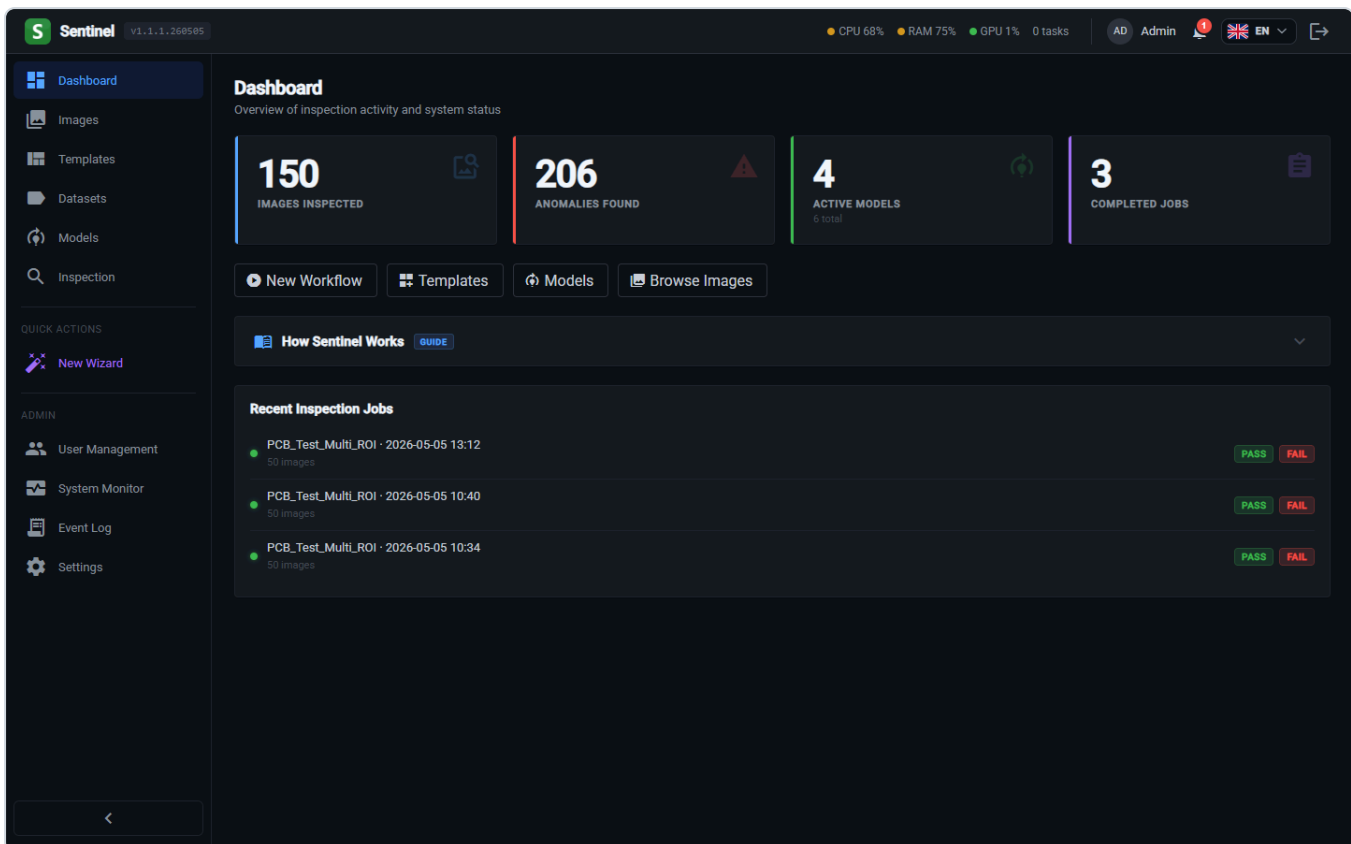 S Sentinel v1.1.1.260505
CPU 68% RAM 75% GPU 1% 0 tasks AD Admin 1 EN
Dashboard
Images
Templates
Datasets
Models
Inspection
QUICK ACTIONS
New Wizard
ADMIN
User Management
System Monitor
Event Log
Settings
Dashboard
Overview of inspection activity and system status
150
IMAGES INSPECTED
206
ANOMALIES FOUND
4
ACTIVE MODELS
6 total
3
COMPLETED JOBS
New Workflow Templates Models Browse Images
How Sentinel Works GUIDE
Recent Inspection Jobs
PCB_Test_Multi_ROI · 2026-05-05 13:12
50 images
PASS FAIL
PCB_Test_Multi_ROI · 2026-05-05 10:40
50 images
PASS FAIL
PCB_Test_Multi_ROI · 2026-05-05 10:34
50 images
PASS FAIL